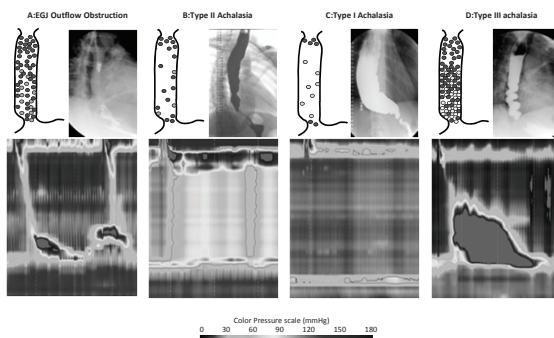 A:EGJ Outflow Obstruction
B:Type II Achalasia
C:Type I Achalasia
D:Type III achalasia
Color Pressure scale (mmHg)
0 30 60 90 120 150 180